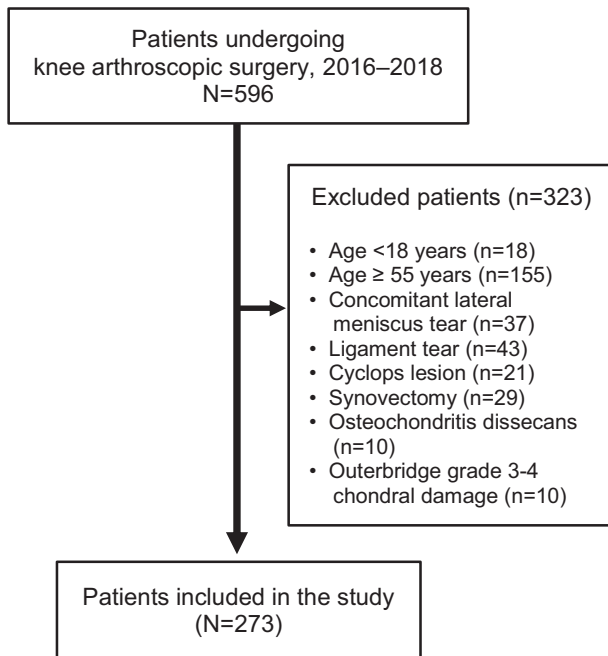 Patients undergoing
knee arthroscopic surgery, 2016–2018
N=596
Excluded patients (n=323)
• Age <18 years (n=18)
• Age ≥ 55 years (n=155)
• Concomitant lateral
meniscus tear (n=37)
• Ligament tear (n=43)
• Cyclops lesion (n=21)
• Synovectomy (n=29)
• Osteochondritis dissecans
(n=10)
• Outerbridge grade 3-4
chondral damage (n=10)
Patients included in the study
(N=273)